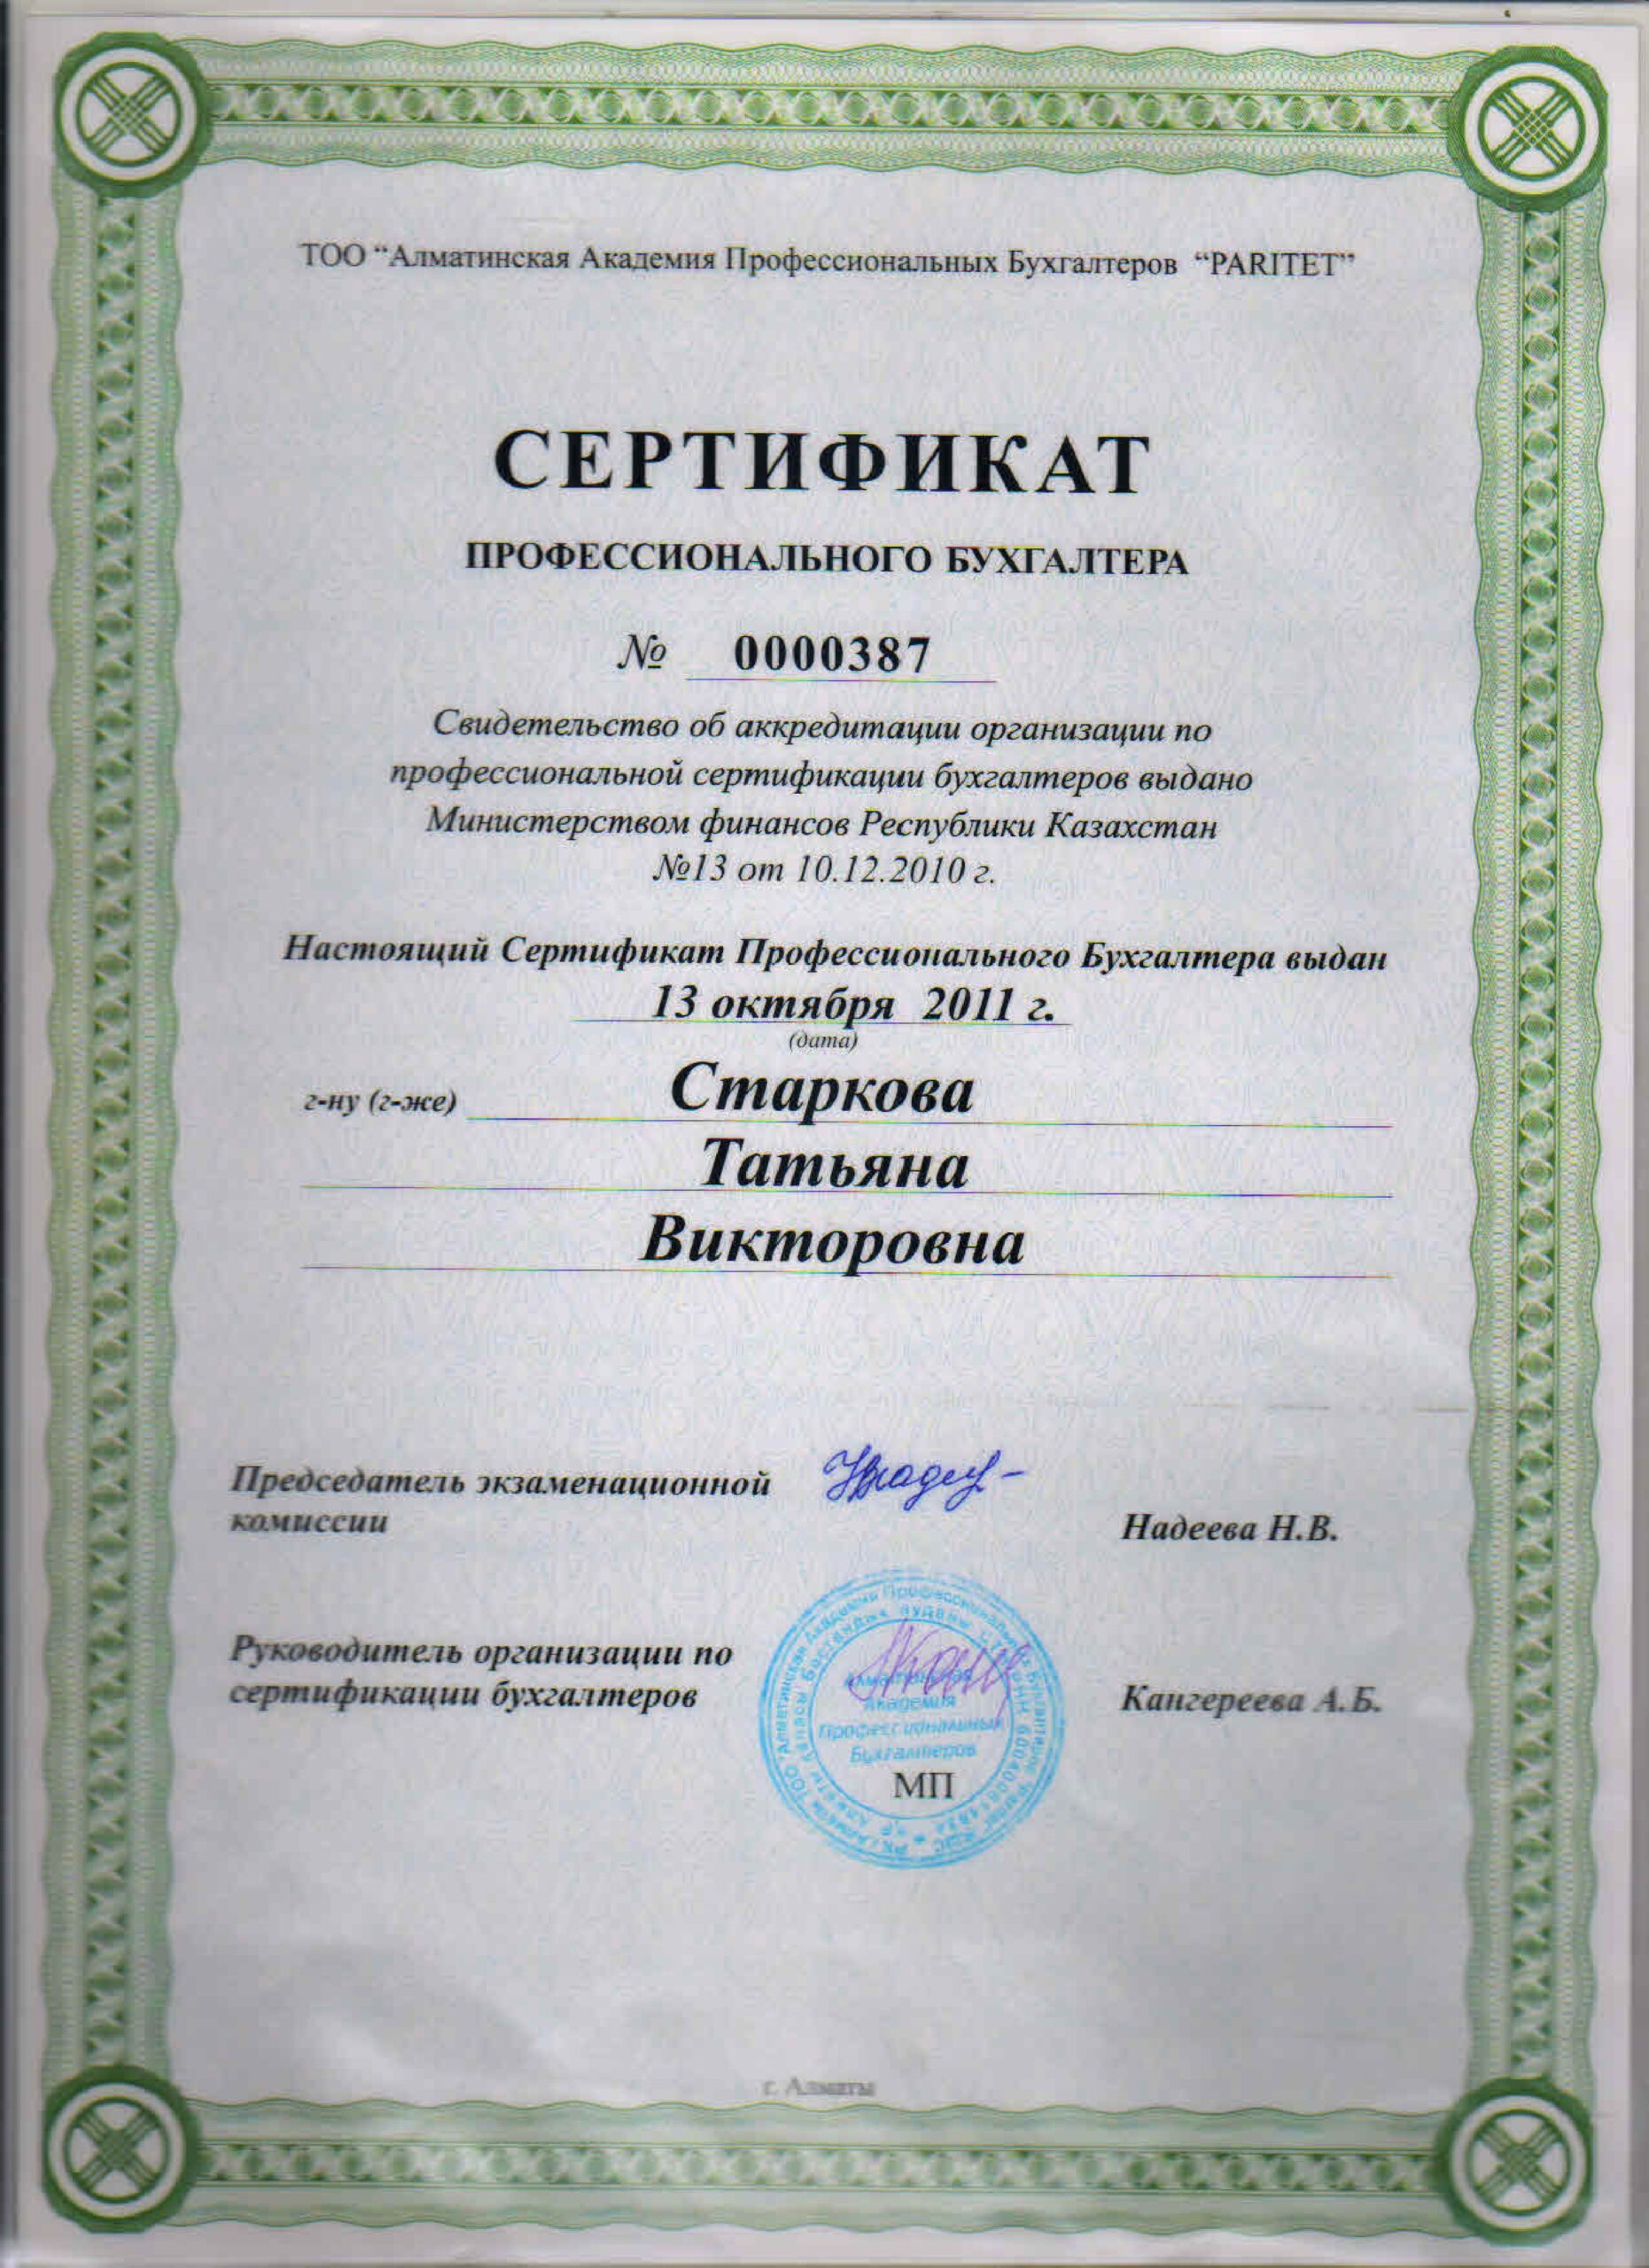 ТОО “Алматинская Академия Профессиональных Бухгалтеров “PARITET”
СЕРТИФИКАТ
ПРОФЕССИОНАЛЬНОГО БУХГАЛТЕРА
№ 0000387
Свидетельство об аккредитации организации по
профессиональной сертификации бухгалтеров выдано
Министерством финансов Республики Казахстан
№13 от 10.12.2010 г.
Настоящий Сертификат Профессионального Бухгалтера выдан
13 октября 2011 г.
(дата)
г-ну (г-же) Старкова
Татьяна
Викторовна
Председатель экзаменационной
комиссии
Надеева Н.В.
Руководитель организации по
сертификации бухгалтеров
Кангереева А.Б.
Академия
Профессиональных
Бухгалтеров
МП
г. Алматы